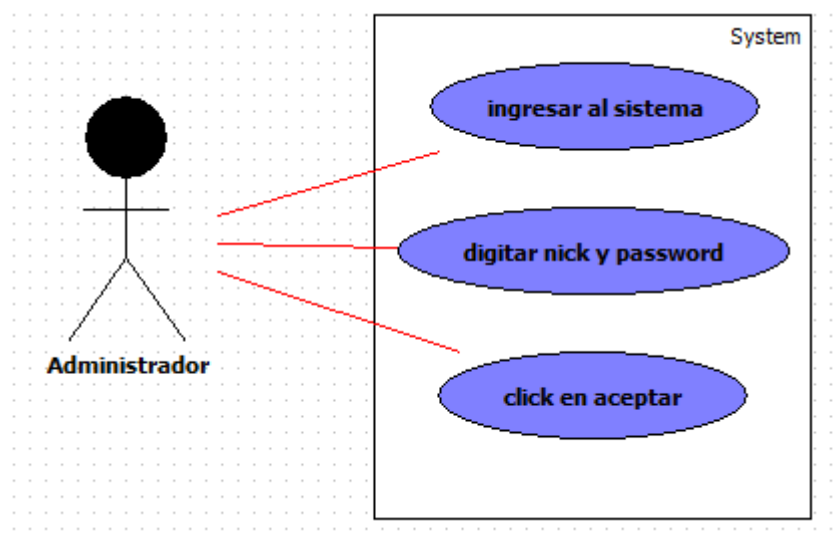 System
ingresar al sistema
digitar nick y password
Administrador
click en aceptar